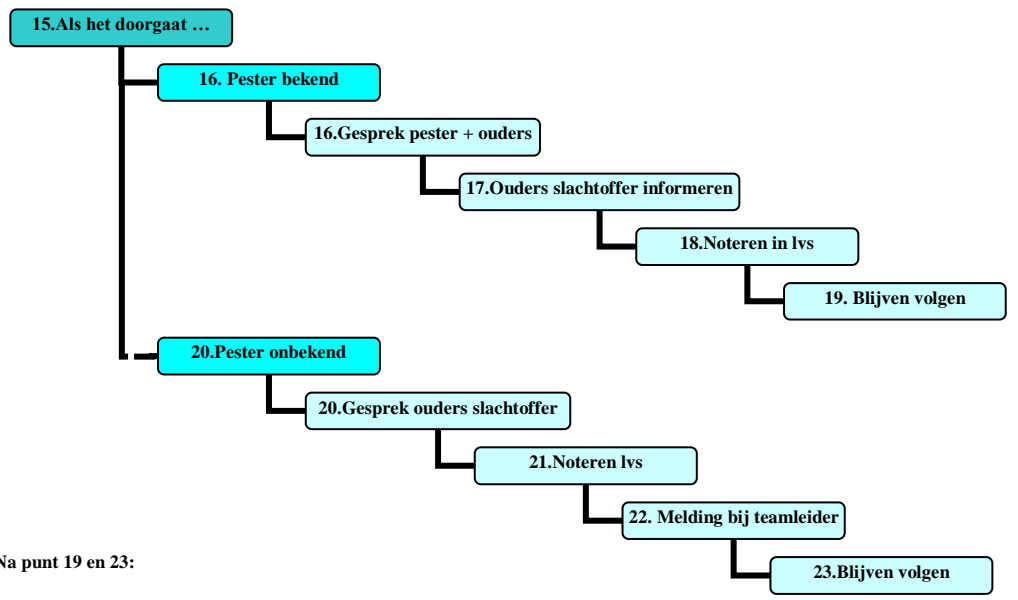 15.Als het doorgaat …
16. Pester bekend
16.Gesprek pester + ouders
17.Ouders slachtoffer informeren
18.Noteren in lvs
19. Blijven volgen
20.Pester onbekend
20.Gesprek ouders slachtoffer
21.Noteren lvs
22. Melding bij teamleider
Na punt 19 en 23:
23.Blijven volgen